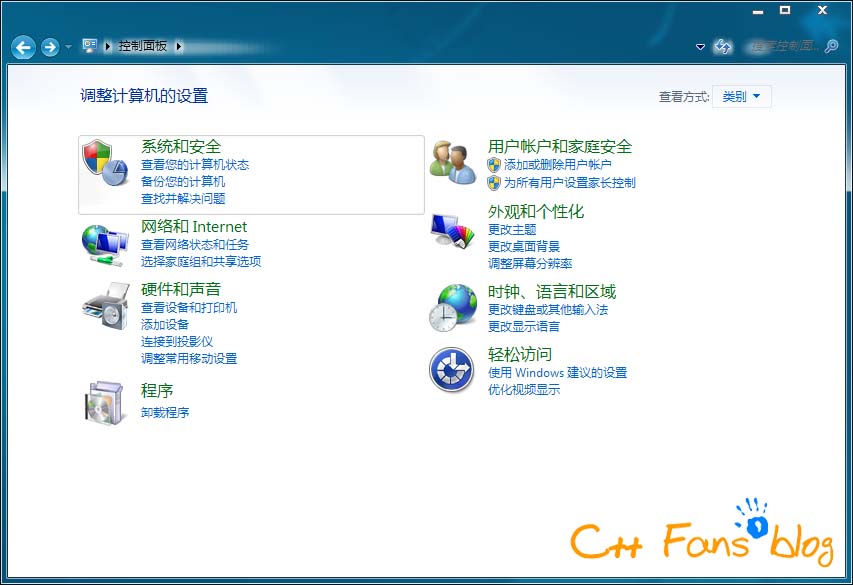 控制面板
搜索控制面...
调整计算机的设置
查看方式: 类别
系统和安全
查看您的计算机状态
备份您的计算机
查找并解决问题
网络和 Internet
查看网络状态和任务
选择家庭组和共享选项
硬件和声音
查看设备和打印机
添加设备
连接到投影仪
调整常用移动设置
程序
卸载程序
用户帐户和家庭安全
添加或删除用户帐户
为所有用户设置家长控制
外观和个性化
更改主题
更改桌面背景
调整屏幕分辨率
时钟、语言和区域
更改键盘或其他输入法
更改显示语言
轻松访问
使用 Windows 建议的设置
优化视频显示
C++ Fans blog